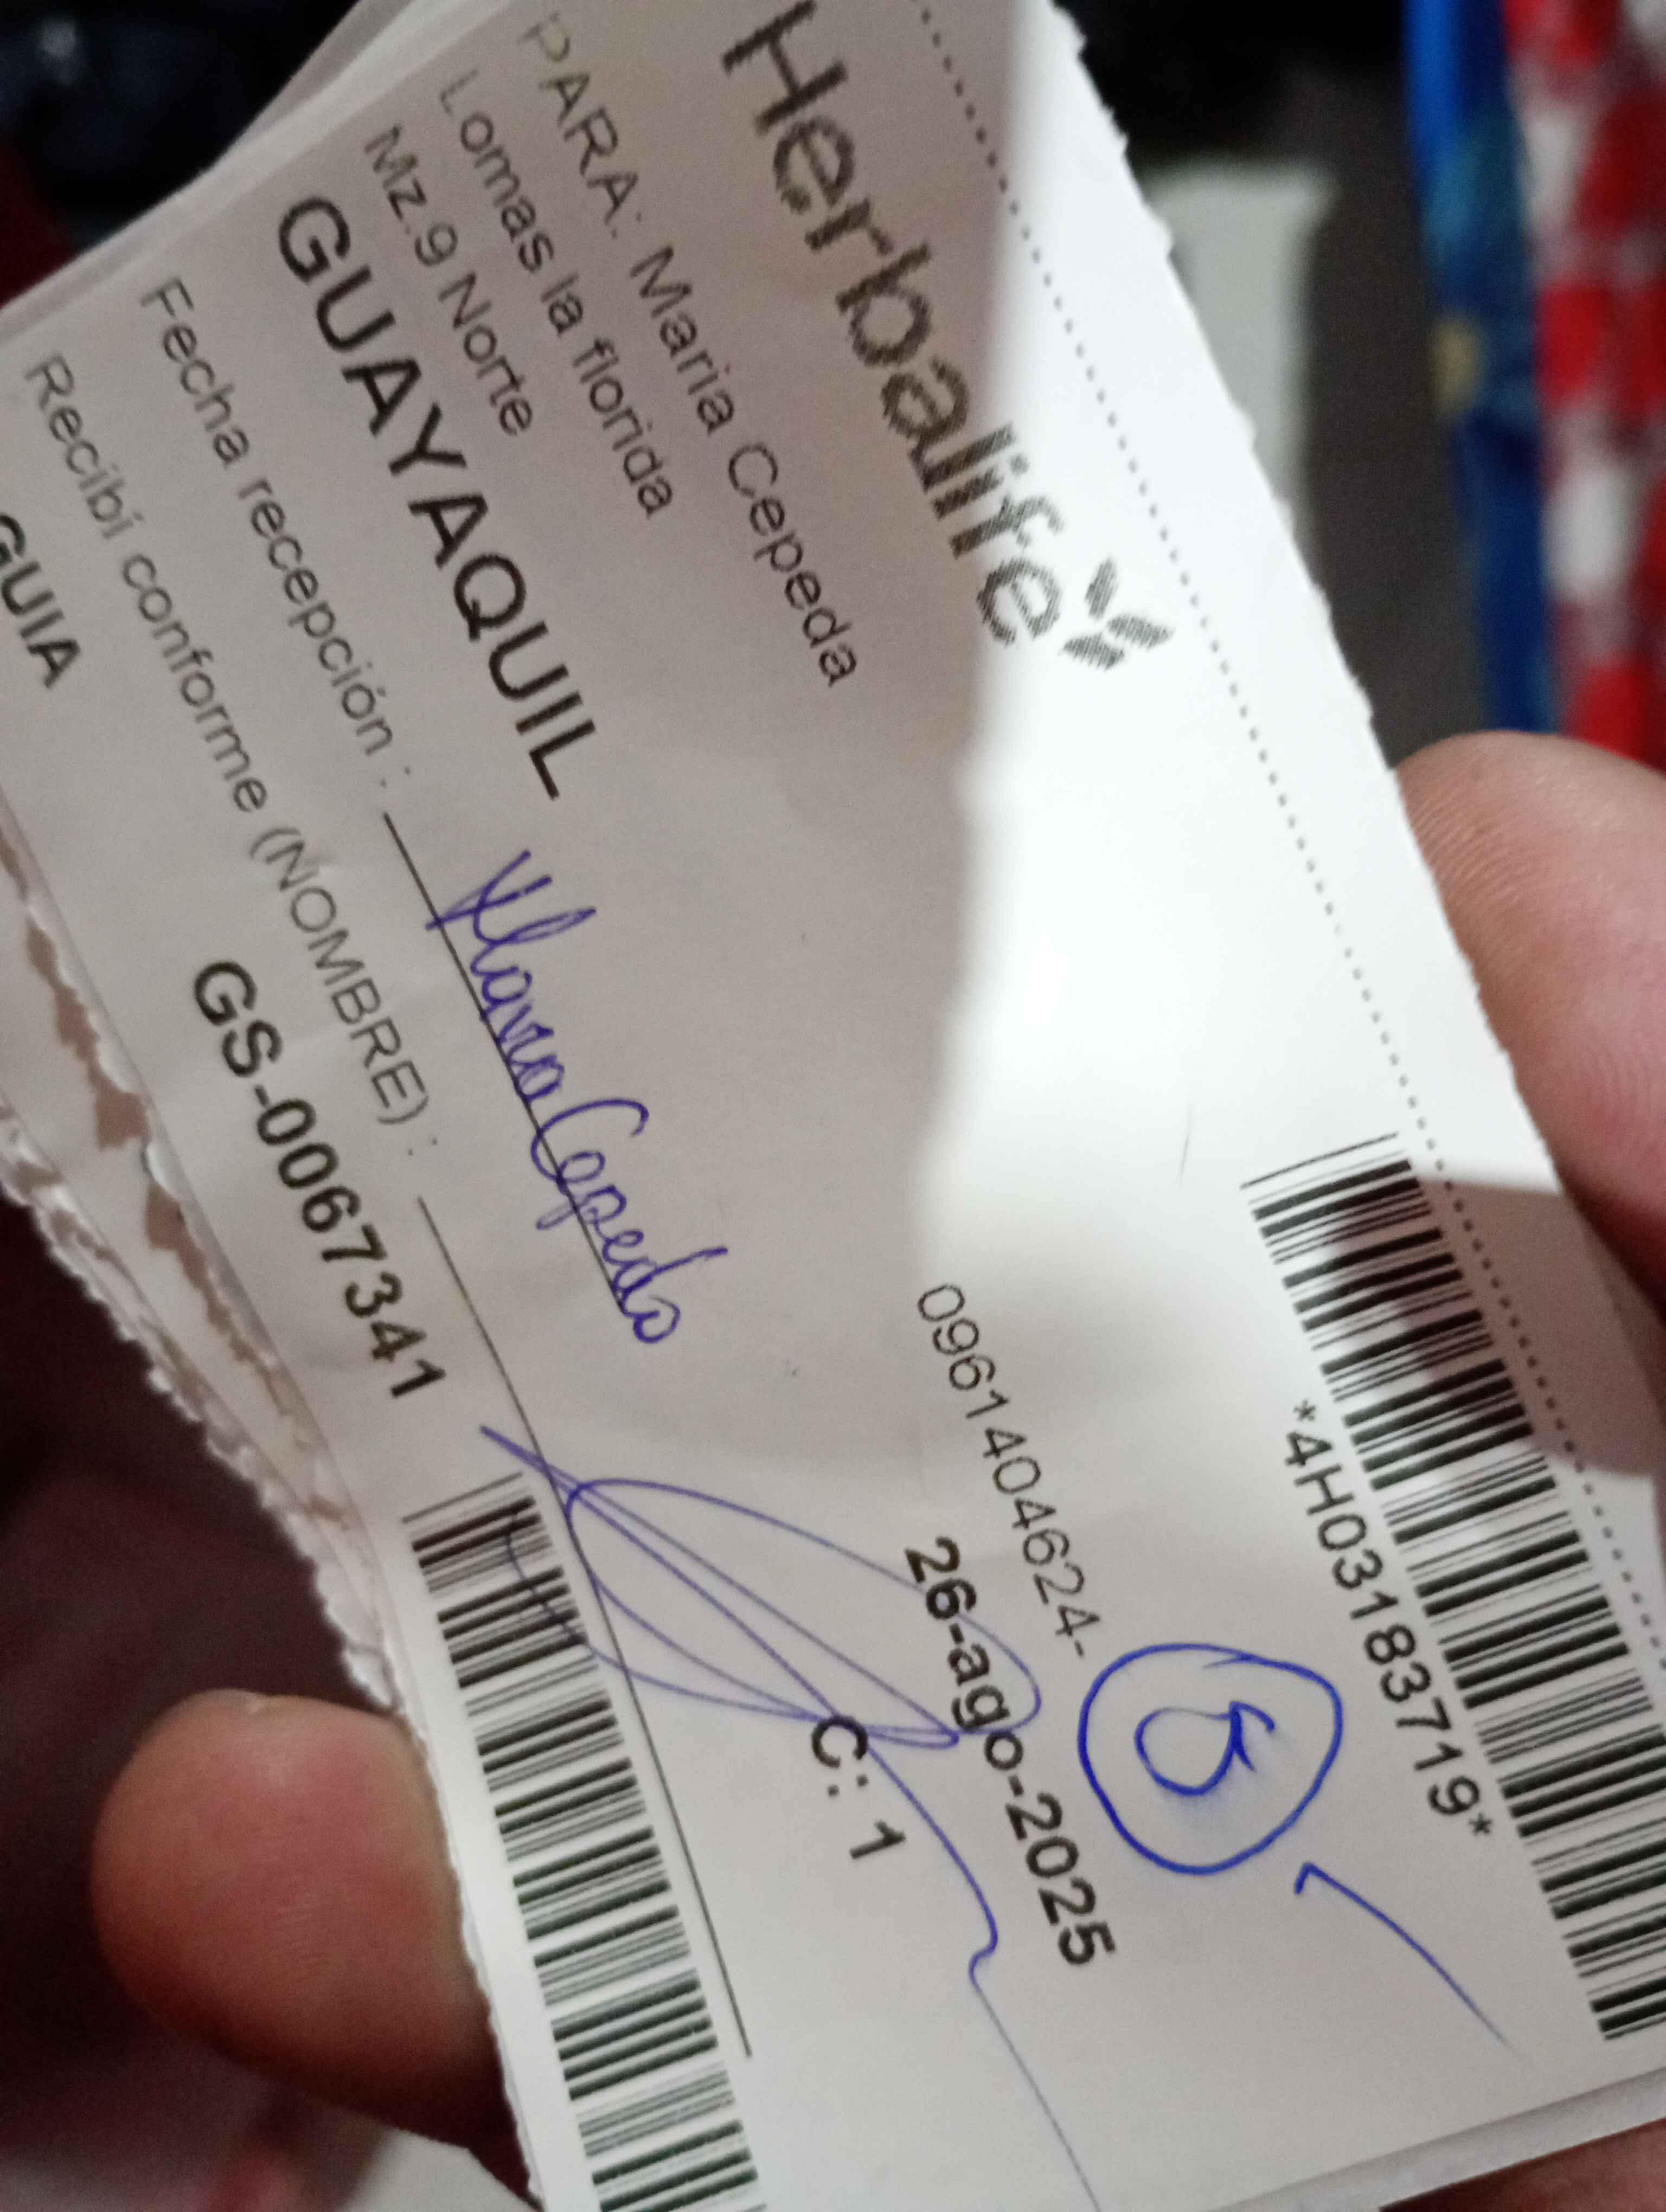 *4H03183719*
Herbalife
PARA: Maria Cepeda
0961404624-
5
Lomas la florida
Mz.9 Norte
26-ago-2025
GUAYAQUIL
C: 1
Fecha recepción :
Maria Cepeda
Recibí conforme (NOMBRE) :
GUIA
GS-0067341